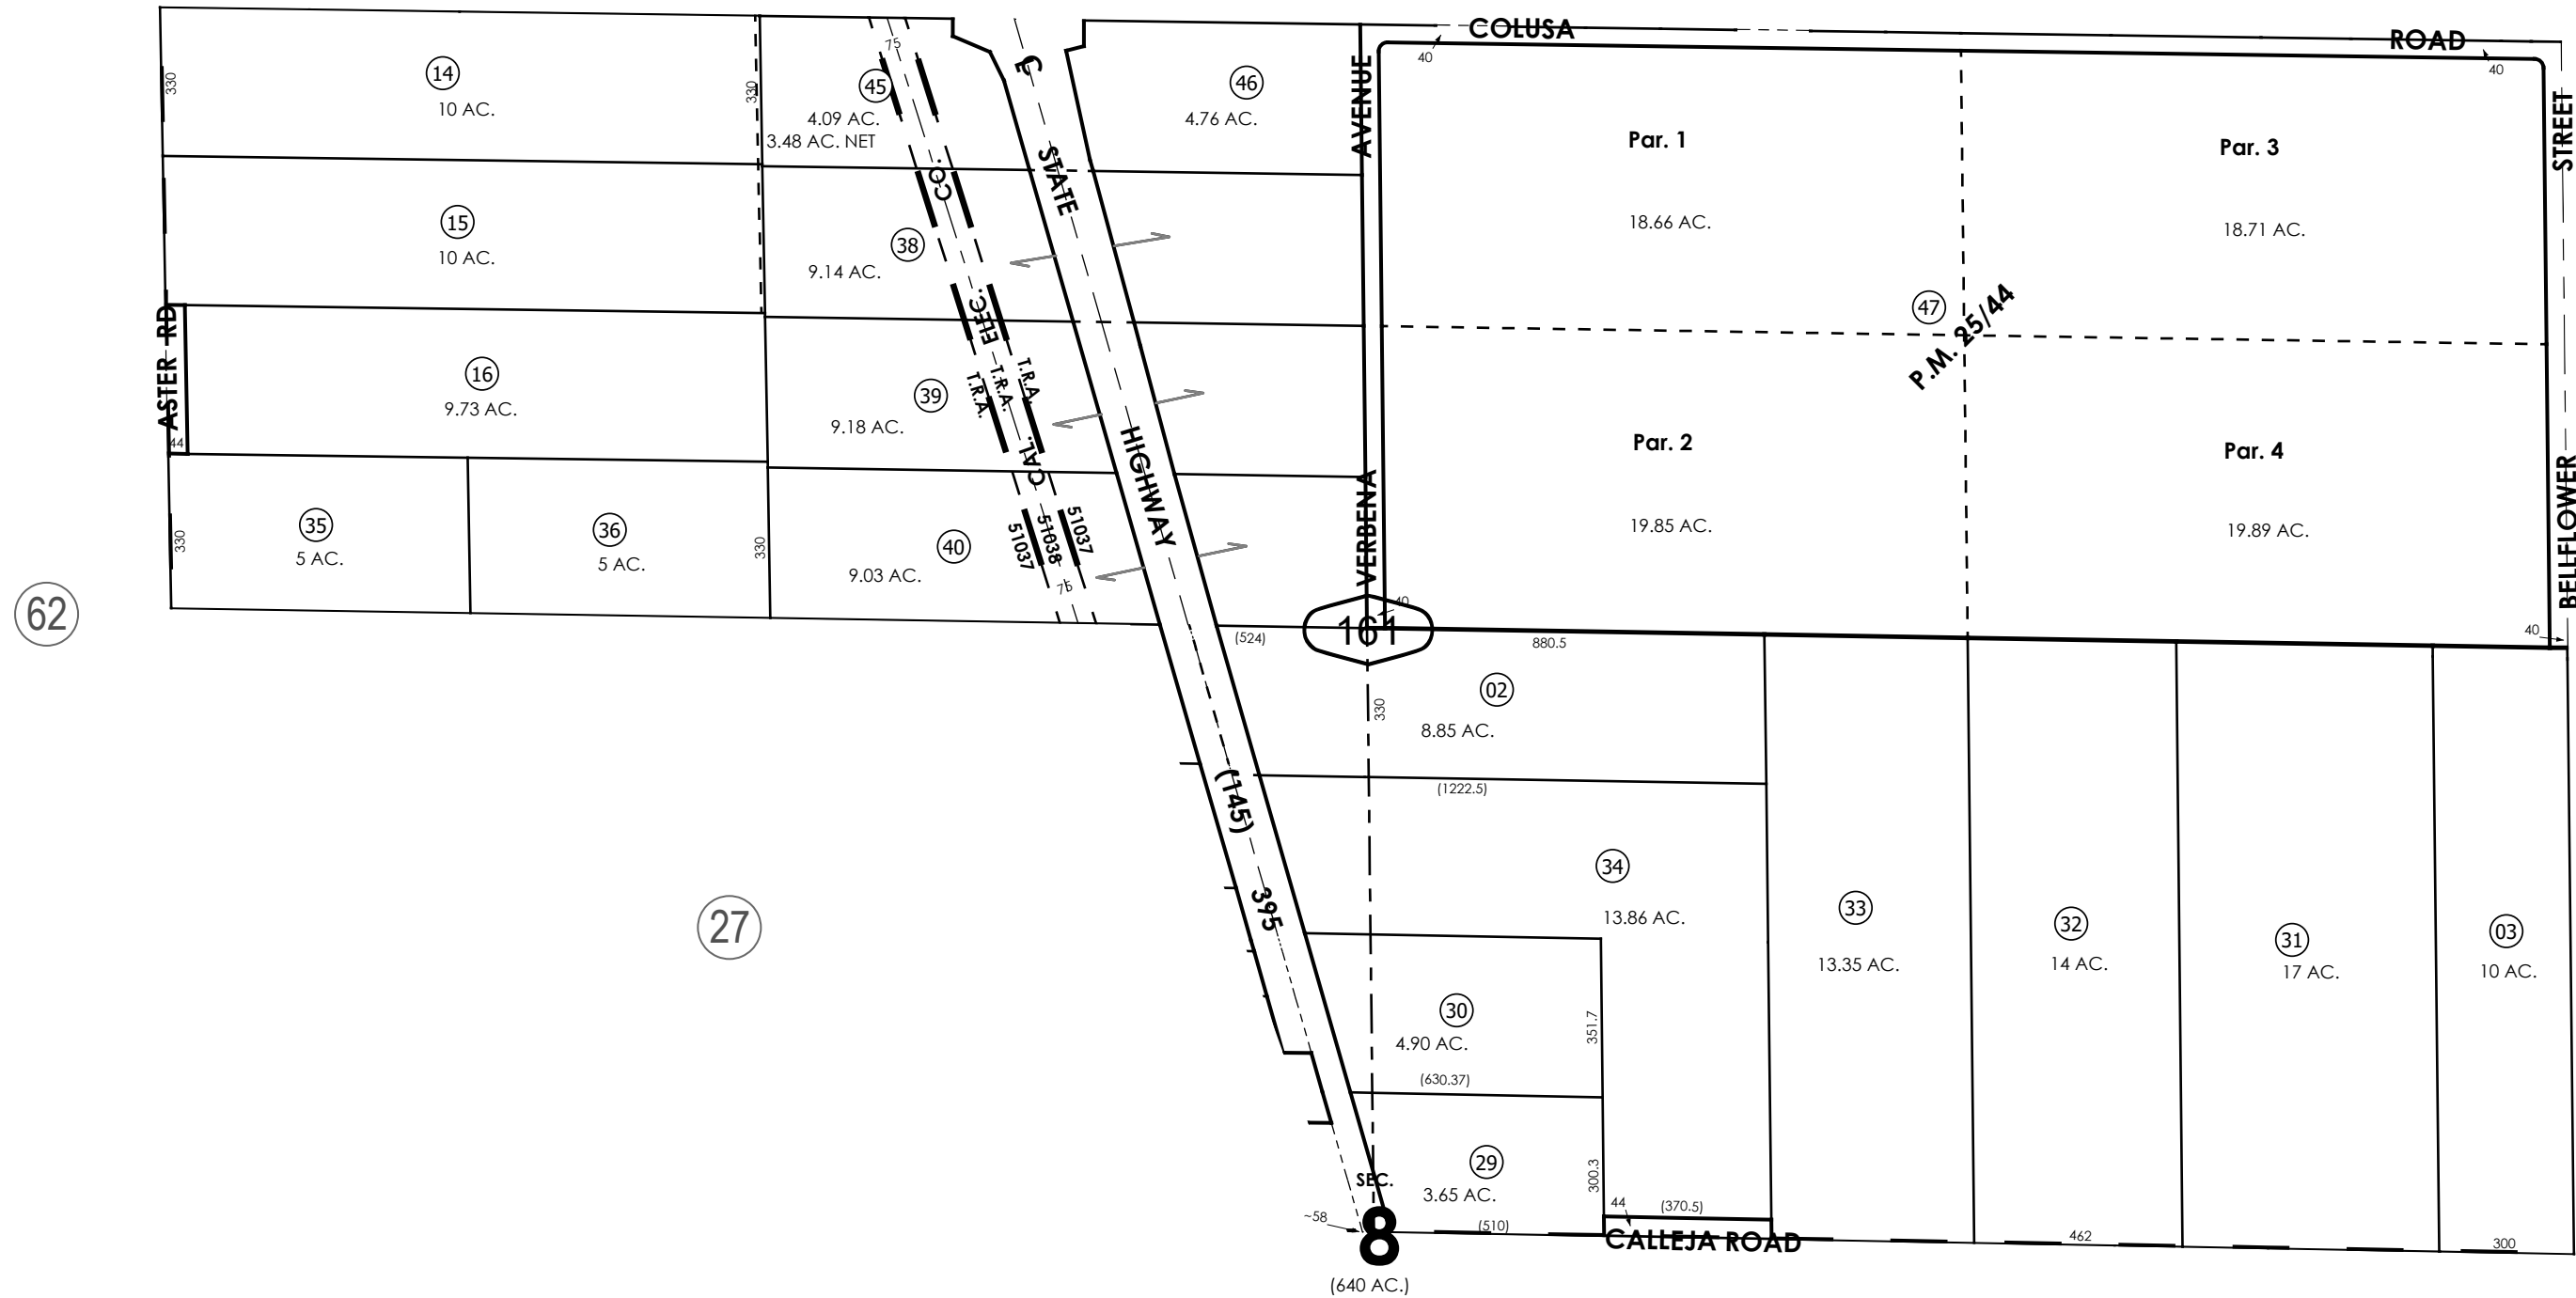 COLUSA ROAD
40
40
14
10 AC.
330
330
75
45
4.09 AC.
3.48 AC. NET
46
4.76 AC.
AVENUE
VERBENA
STREET
BELLFLOWER
Par. 1
18.66 AC.
Par. 3
18.71 AC.
15
10 AC.
38
9.14 AC.
CO.
ELEC.
CAL.
STATE
HIGHWAY
(145)
395
47
P.M. 25/44
ASTER RD
44
16
9.73 AC.
39
9.18 AC.
T.R.A.
T.R.A.
T.R.A.
51037
51038
51037
75
Par. 2
19.85 AC.
Par. 4
19.89 AC.
35
5 AC.
330
36
5 AC.
330
40
9.03 AC.
62
161
40
40
(524)
880.5
02
8.85 AC.
330
(1222.5)
34
13.86 AC.
27
33
13.35 AC.
32
14 AC.
31
17 AC.
03
10 AC.
30
4.90 AC.
351.7
(630.37)
29
3.65 AC.
300.3
SEC.
8
(640 AC.)
~58
(510)
44
(370.5)
CALLEJA ROAD
462
300